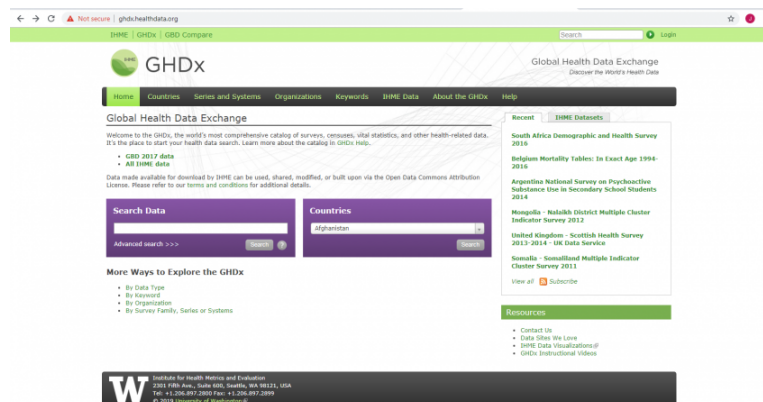 Not secure | ghdx.healthdata.org
IHME | GHDx | GBD Compare
Search
Login
GHDx
Global Health Data Exchange
Discover the World's Health Data
Home Countries Series and Systems Organizations Keywords IHME Data About the GHDx Help
Global Health Data Exchange
Welcome to the GHDx, the world's most comprehensive catalog of surveys, censuses, vital statistics, and other health-related data.
It's the place to start your health data search. Learn more about the catalog in GHDx Help.
GBD 2017 data
All IHME data
Data made available for download by IHME can be used, shared, modified, or built upon via the Open Data Commons Attribution
License. Please refer to our terms and conditions for additional details.
Search Data
Advanced search >>>
Search
?
Countries
Afghanistan
Search
More Ways to Explore the GHDx
By Data Type
By Keyword
By Organization
By Survey Family, Series or Systems
Recent IHME Datasets
South Africa Demographic and Health Survey
2016
Belgium Mortality Tables: In Exact Age 1994-
2016
Argentina National Survey on Psychoactive
Substance Use in Secondary School Students
2014
Mongolia - Nalaikh District Multiple Cluster
Indicator Survey 2012
United Kingdom - Scottish Health Survey
2013-2014 - UK Data Service
Somalia - Somaliland Multiple Indicator
Cluster Survey 2011
View all Subscribe
Resources
Contact Us
Data Sites We Love
IHME Data Visualizations
GHDx Instructional Videos
W
Institute for Health Metrics and Evaluation
2301 Fifth Ave., Suite 600, Seattle, WA 98121, USA
Tel: +1.206.897.2800 Fax: +1.206.897.2899
© 2019 University of Washington